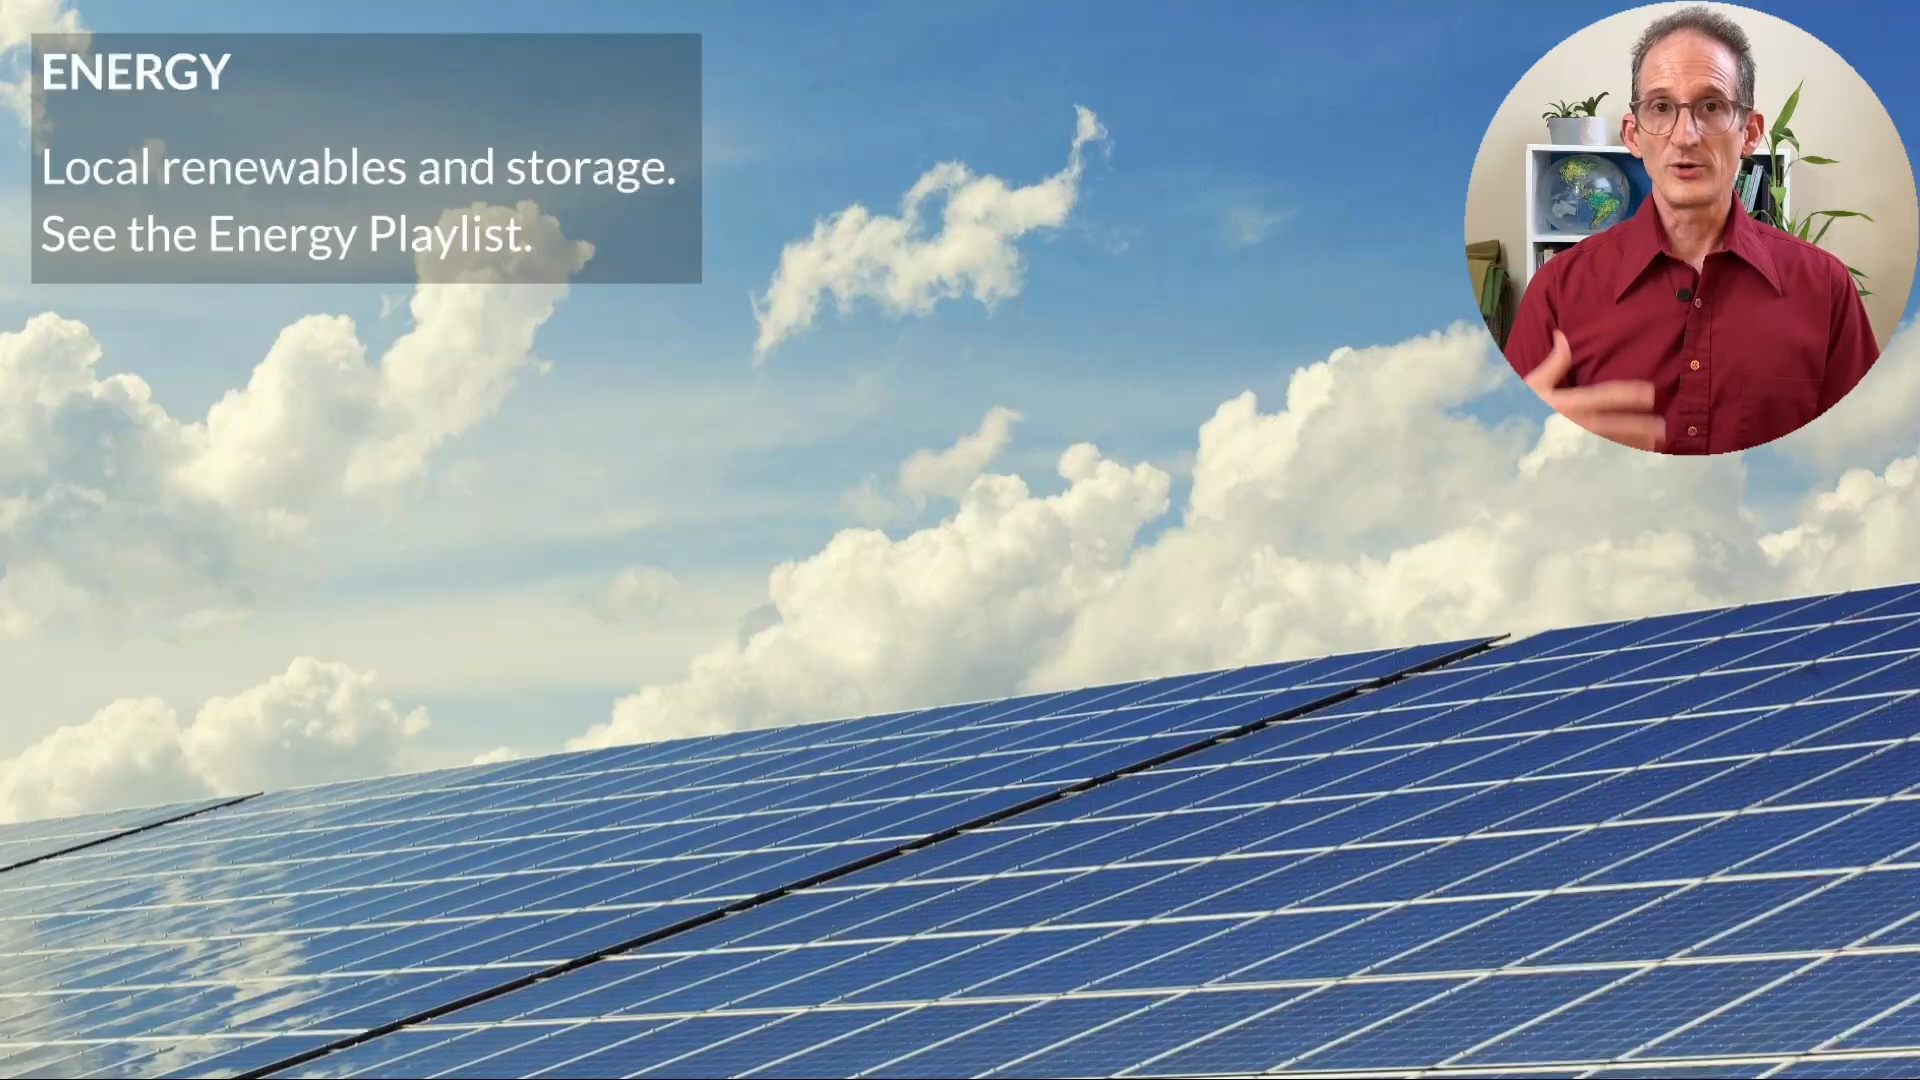 ENERGY
Local renewables and storage.
See the Energy Playlist.